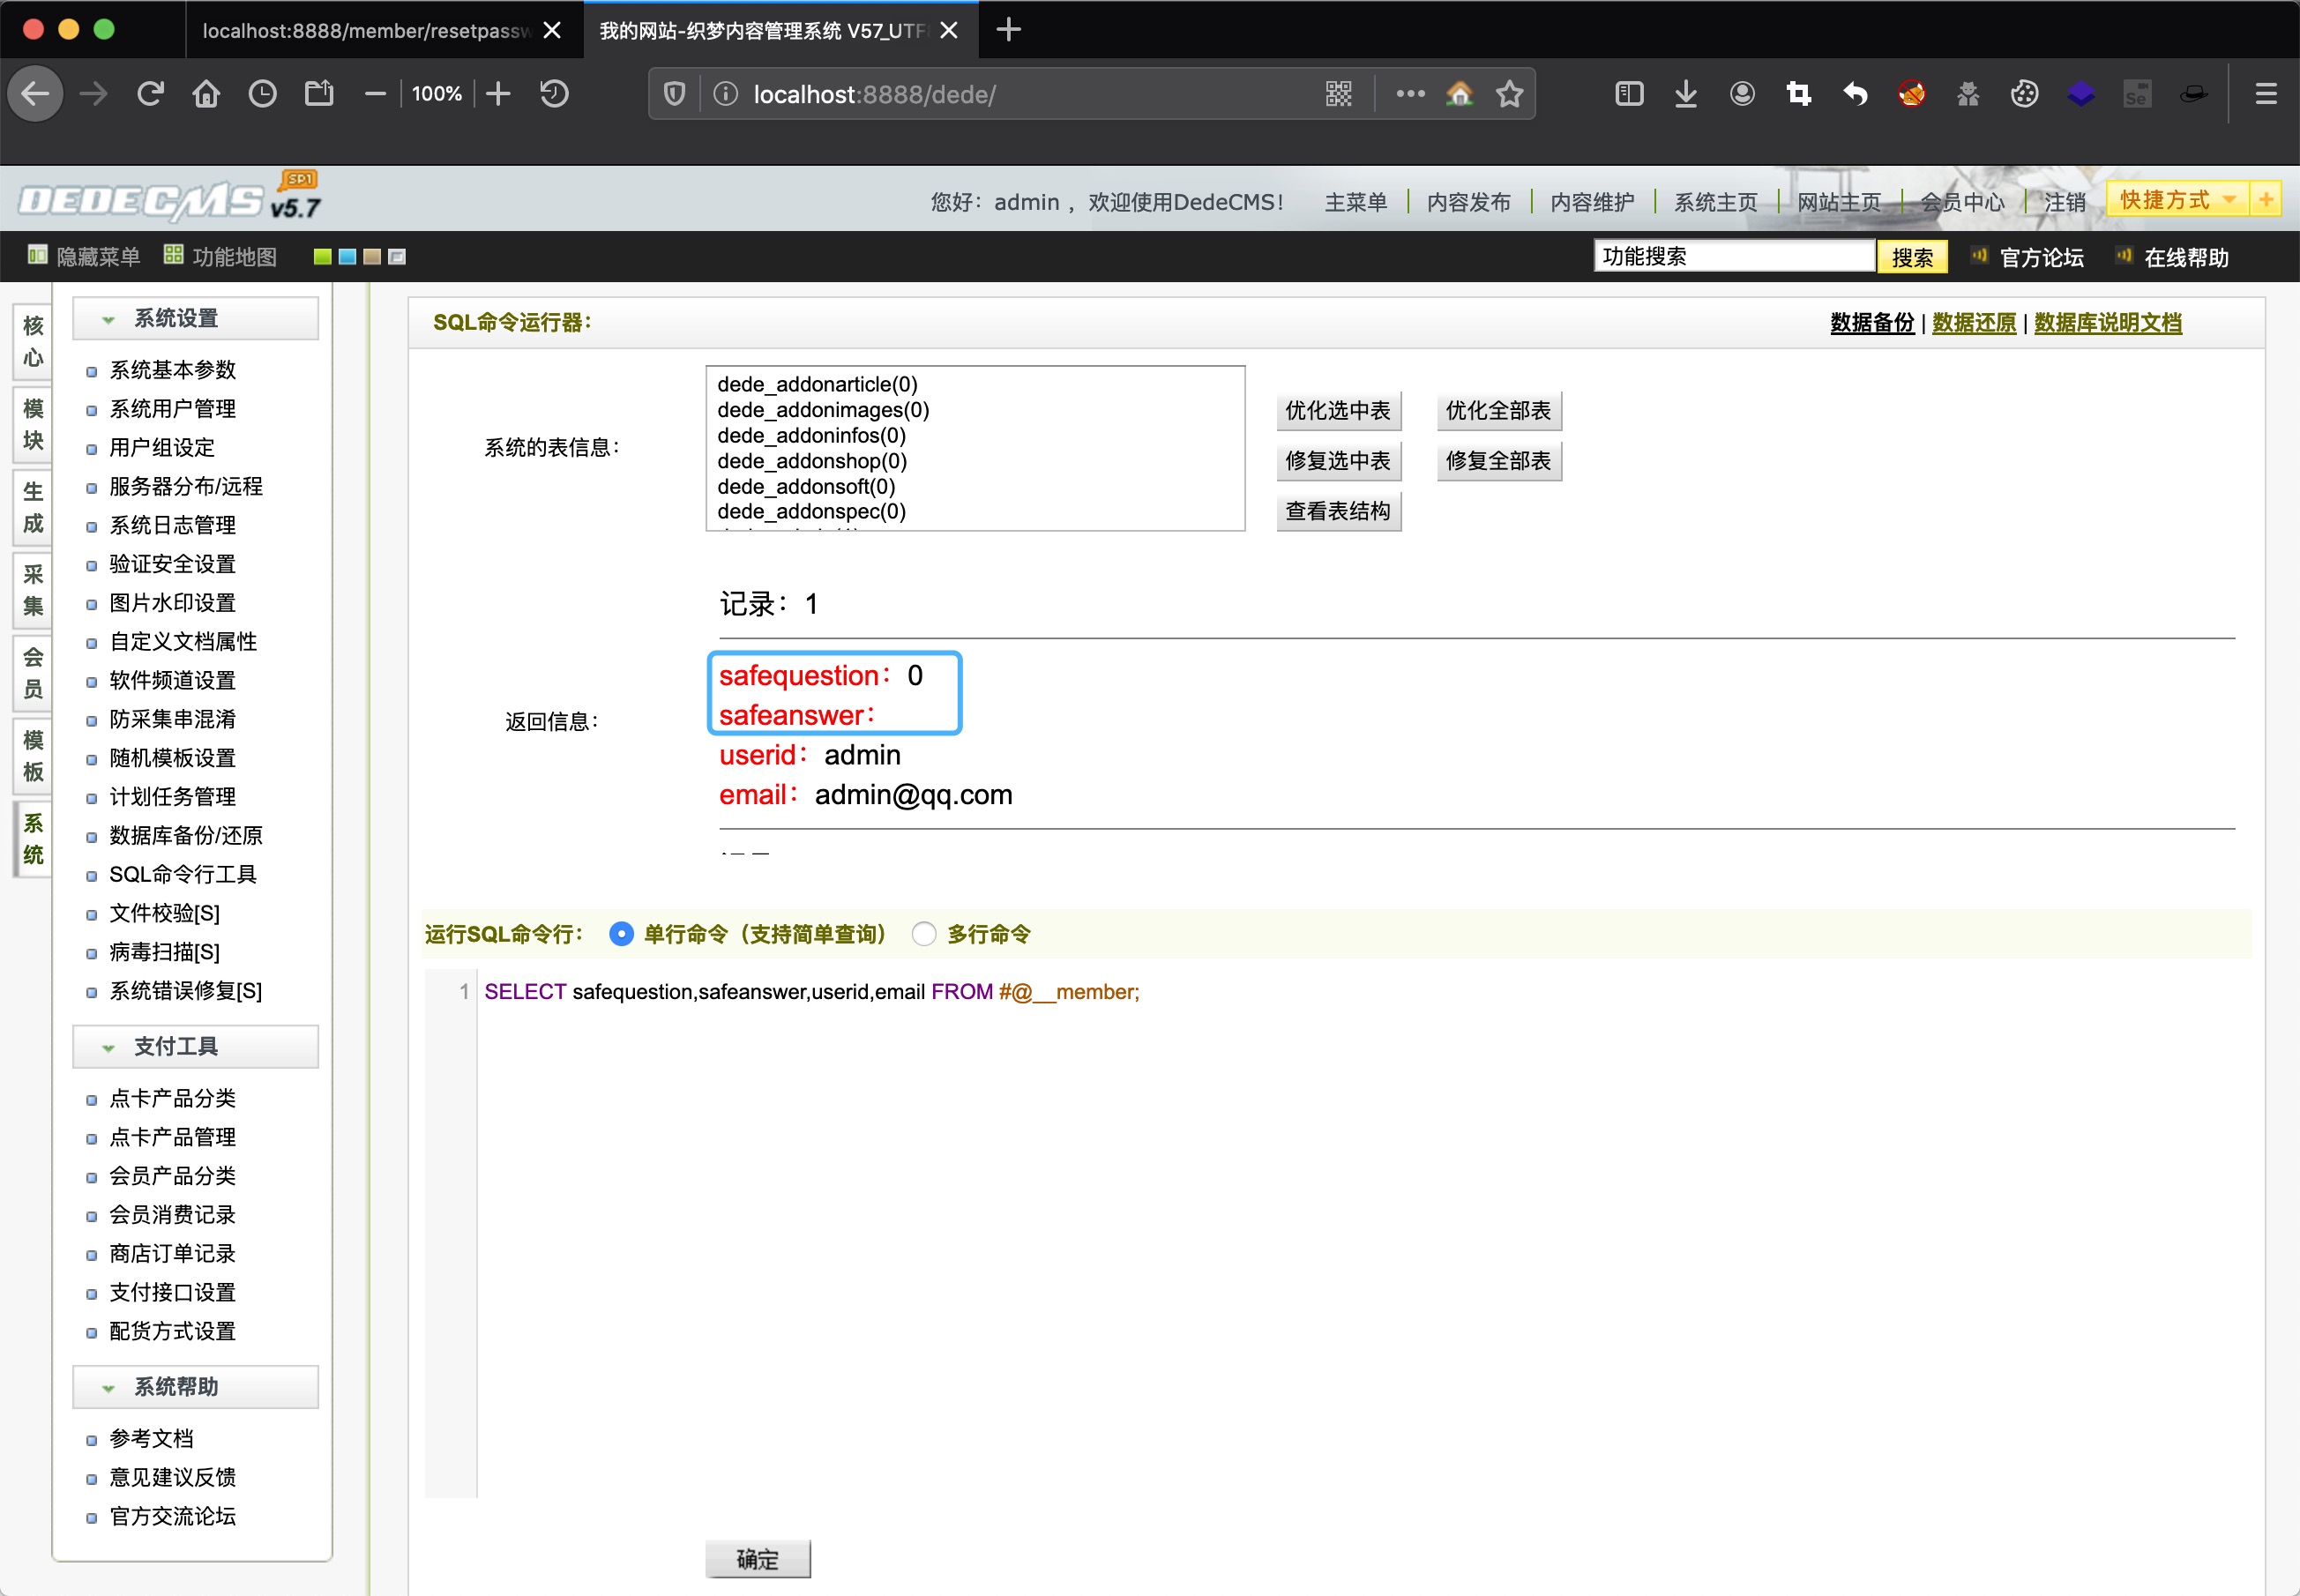 localhost:8888/member/resetpassw
我的网站-织梦内容管理系统 V57_UTF
100%
localhost:8888/dede/
Se
DEDECMS SP1 v5.7
您好：admin ，欢迎使用DedeCMS！ 主菜单 内容发布 内容维护 系统主页 网站主页 会员中心 注销 快捷方式
隐藏菜单 功能地图 功能搜索 搜索 官方论坛 在线帮助
核心
模块
生成
采集
会员
模板
系统
系统设置
系统基本参数
系统用户管理
用户组设定
服务器分布/远程
系统日志管理
验证安全设置
图片水印设置
自定义文档属性
软件频道设置
防采集串混淆
随机模板设置
计划任务管理
数据库备份/还原
SQL命令行工具
文件校验[S]
病毒扫描[S]
系统错误修复[S]
支付工具
点卡产品分类
点卡产品管理
会员产品分类
会员消费记录
商店订单记录
支付接口设置
配货方式设置
系统帮助
参考文档
意见建议反馈
官方交流论坛
SQL命令运行器： 数据备份 | 数据还原 | 数据库说明文档
系统的表信息：
dede_addonarticle(0)
dede_addonimages(0)
dede_addoninfos(0)
dede_addonshop(0)
dede_addonsoft(0)
dede_addonspec(0)
优化选中表 优化全部表
修复选中表 修复全部表
查看表结构
返回信息：
记录：1
safequestion：0
safeanswer：
userid：admin
email：admin@qq.com
运行SQL命令行： 单行命令（支持简单查询） 多行命令
1 SELECT safequestion,safeanswer,userid,email FROM #@__member;
确定